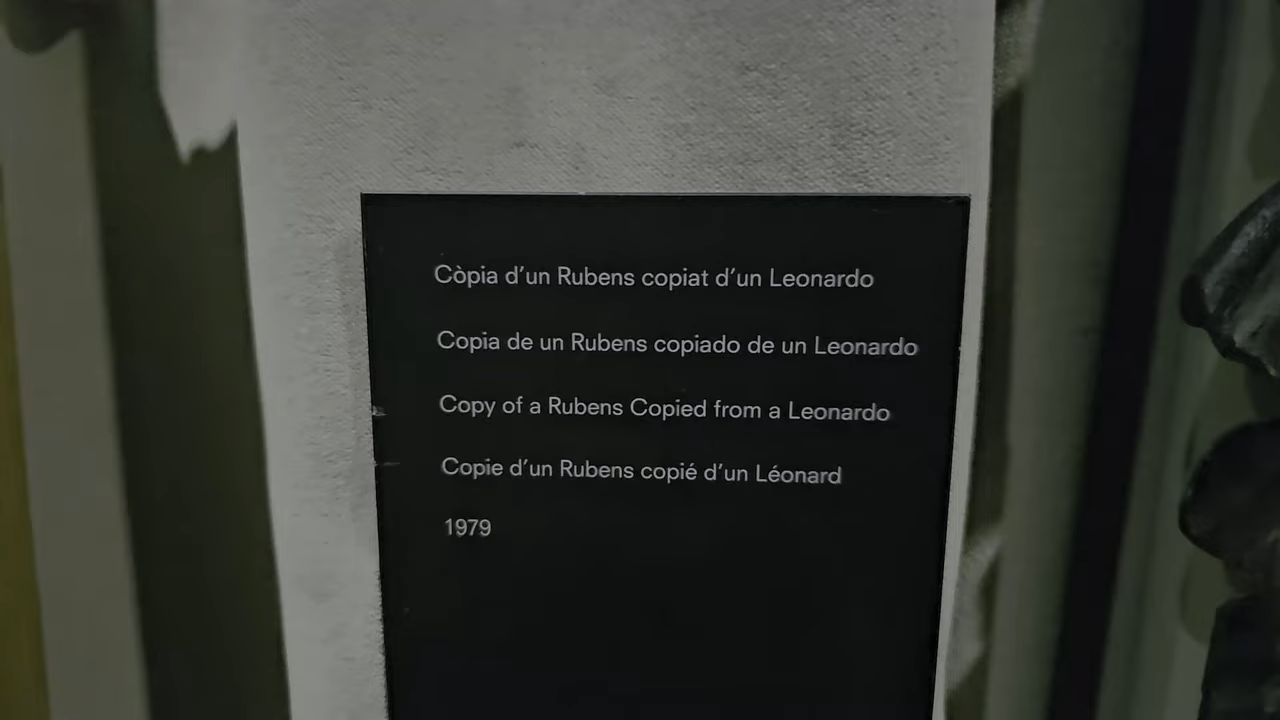 Còpia d’un Rubens copiat d’un Leonardo
Copia de un Rubens copiado de un Leonardo
Copy of a Rubens Copied from a Leonardo
Copie d’un Rubens copié d’un Léonard
1979